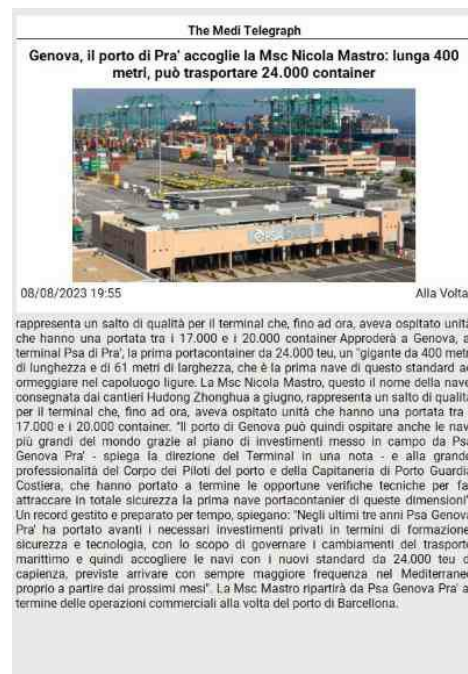 The Medi Telegraph
Genova, il porto di Pra' accoglie la Msc Nicola Mastro: lunga 400
metri, può trasportare 24.000 container
PSA
08/08/2023 19:55
Alla Volta
rappresenta un salto di qualità per il terminal che, fino ad ora, aveva ospitato unità
che hanno una portata tra i 17.000 e i 20.000 container Approderà a Genova, a
terminal Psa di Pra', la prima portacontainer da 24.000 teu, un "gigante da 400 metr
di lunghezza e di 61 metri di larghezza, che è la prima nave di questo standard ad
ormeggiare nel capoluogo ligure. La Msc Nicola Mastro, questo il nome della nave
consegnata dai cantieri Hudong Zhonghua a giugno, rappresenta un salto di qualità
per il terminal che, fino ad ora, aveva ospitato unità che hanno una portata tra
17.000 e i 20.000 container. "Il porto di Genova può quindi ospitare anche le nav
più grandi del mondo grazie al piano di investimenti messo in campo da Psa
Genova Pra' - spiega la direzione del Terminal in una nota - e alla grande
professionalità del Corpo dei Piloti del porto e della Capitaneria di Porto Guardi
Costiera, che hanno portato a termine le opportune verifiche tecniche per fa
attraccare in totale sicurezza la prima nave portacontanier di queste dimensioni"
Un record gestito e preparato per tempo, spiegano: "Negli ultimi tre anni Psa Genova
Pra' ha portato avanti i necessari investimenti privati in termini di formazione
sicurezza e tecnologia, con lo scopo di governare i cambiamenti del trasporto
marittimo e quindi accogliere le navi con i nuovi standard da 24.000 teu d
capienza, previste arrivare con sempre maggiore frequenza nel Mediterraneo
proprio a partire dai prossimi mesi". La Msc Mastro ripartirà da Psa Genova Pra' a
termine delle operazioni commerciali alla volta del porto di Barcellona.